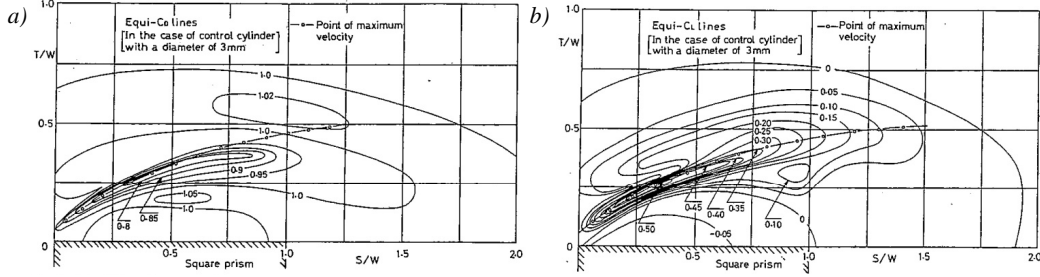 a)
1.0
T/W
0.5
0
Equi-CD lines
[In the case of control cylinder]
[with a diameter of 3mm]
Point of maximum
velocity
1.0
1.02
1.0
0.9
0.95
1.05
1.0
1.0
0.8
0.85
0.5
1.0
1.5
2.0
Square prism
S/W
b)
1.0
T/W
0.5
0
Equi-CL lines
[In the case of control cylinder]
[with a diameter of 3mm]
Point of maximum
velocity
0
0.05
0.10
0.15
0.20
0.25
0.30
0.45
0.40
0.35
0.10
0
0.50
-0.05
0.5
1.0
1.5
2.0
Square prism
S/W